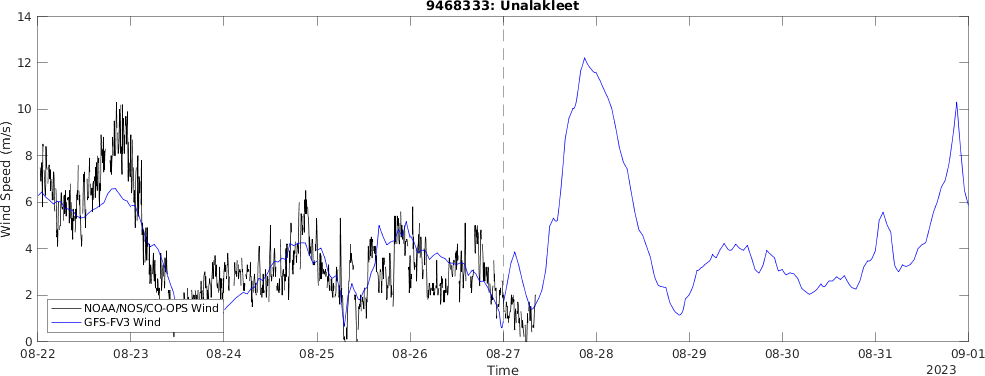 9468333: Unalakleet
14
12
10
8
6
4
2
0
Wind Speed (m/s)
NOAA/NOS/CO-OPS Wind
GFS-FV3 Wind
08-22 08-23 08-24 08-25 08-26 08-27 08-28 08-29 08-30 08-31 09-01
Time
2023